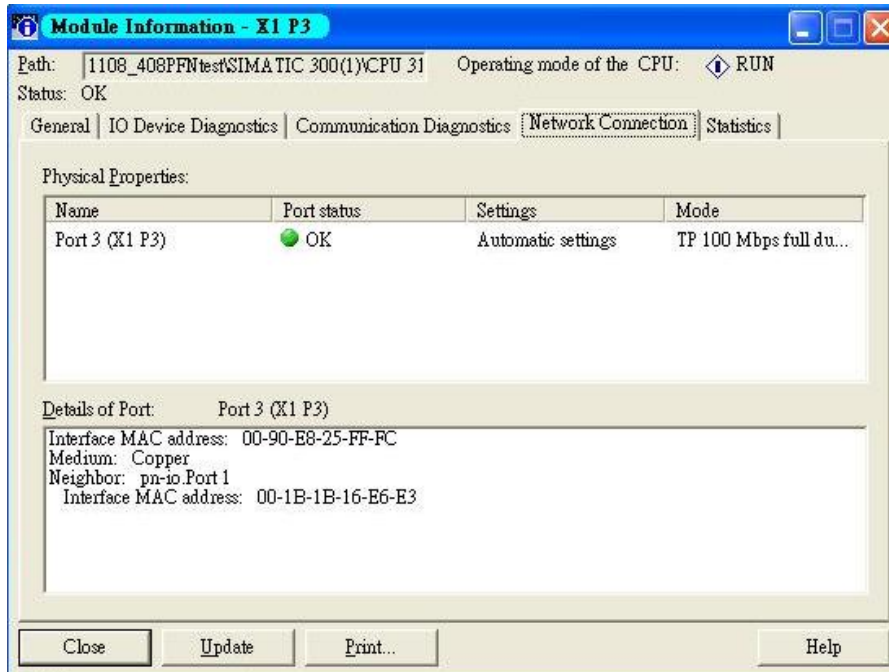 Module Information - X1 P3
Path: 1108_408PFNtest\SIMATIC 300(1)\CPU 31 Operating mode of the CPU: RUN
Status: OK
General IO Device Diagnostics Communication Diagnostics Network Connection Statistics
Physical Properties:
Name Port status Settings Mode
Port 3 (X1 P3) OK Automatic settings TP 100 Mbps full du...
Details of Port: Port 3 (X1 P3)
Interface MAC address: 00-90-E8-25-FF-FC
Medium: Copper
Neighbor: pn-io.Port 1
Interface MAC address: 00-1B-1B-16-E6-E3
Close Update Print... Help